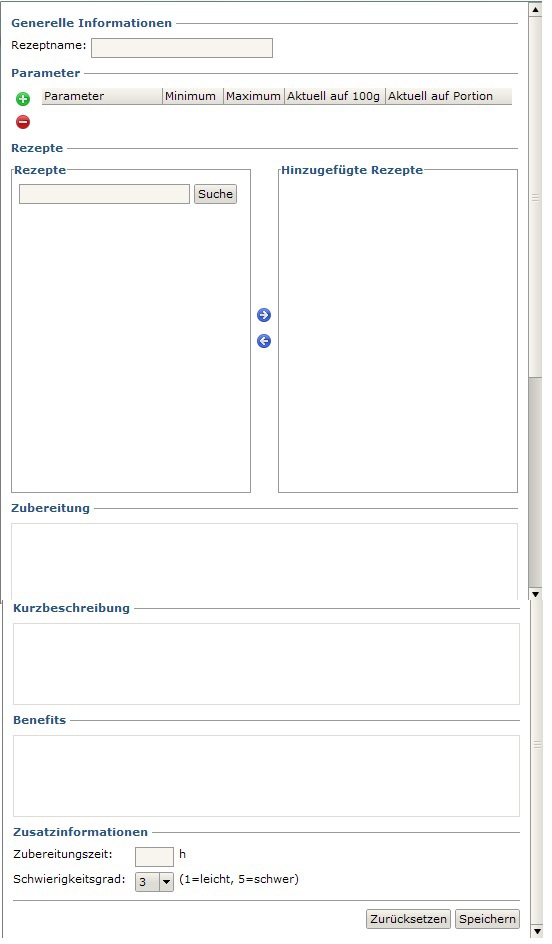 Generelle Informationen
Rezeptname:
Parameter
Parameter Minimum Maximum Aktuell auf 100g Aktuell auf Portion
Rezepte
Rezepte Hinzugefügte Rezepte
Suche
Zubereitung
Kurzbeschreibung
Benefits
Zusatzinformationen
Zubereitungszeit: h
Schwierigkeitsgrad: 3 (1=leicht, 5=schwer)
Zurücksetzen Speichern